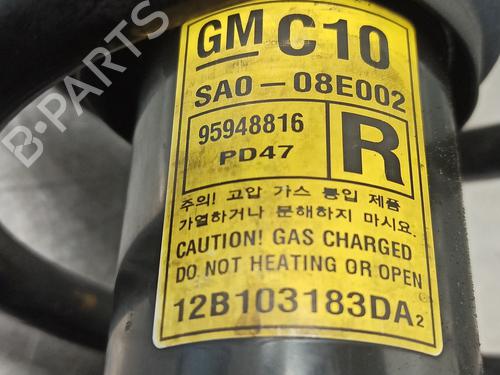 GM C10
SA0-08E002
95948816
PD47
R
주의! 고압 가스 봉입 제품
가열하거나 분해하지 마시요.
CAUTION! GAS CHARGED
DO NOT HEATING OR OPEN
12B103183DA2
B-PARTS